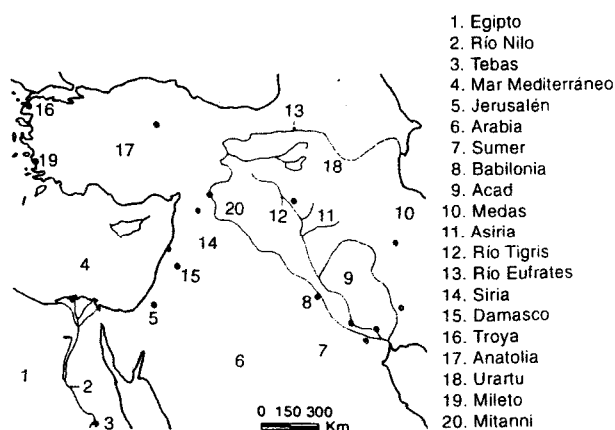 1. Egipto
2. Río Nilo
3. Tebas
4. Mar Mediterráneo
5. Jerusalén
6. Arabia
7. Sumer
8. Babilonia
9. Acad
10. Medas
11. Asiria
12. Río Tigris
13. Río Eufrates
14. Siria
15. Damasco
16. Troya
17. Anatolia
18. Urartu
19. Mileto
20. Mitanni
16
13
17
18
19
20
12
11
10
14
4
15
9
8
5
7
6
1
2
3
0 150 300
Km